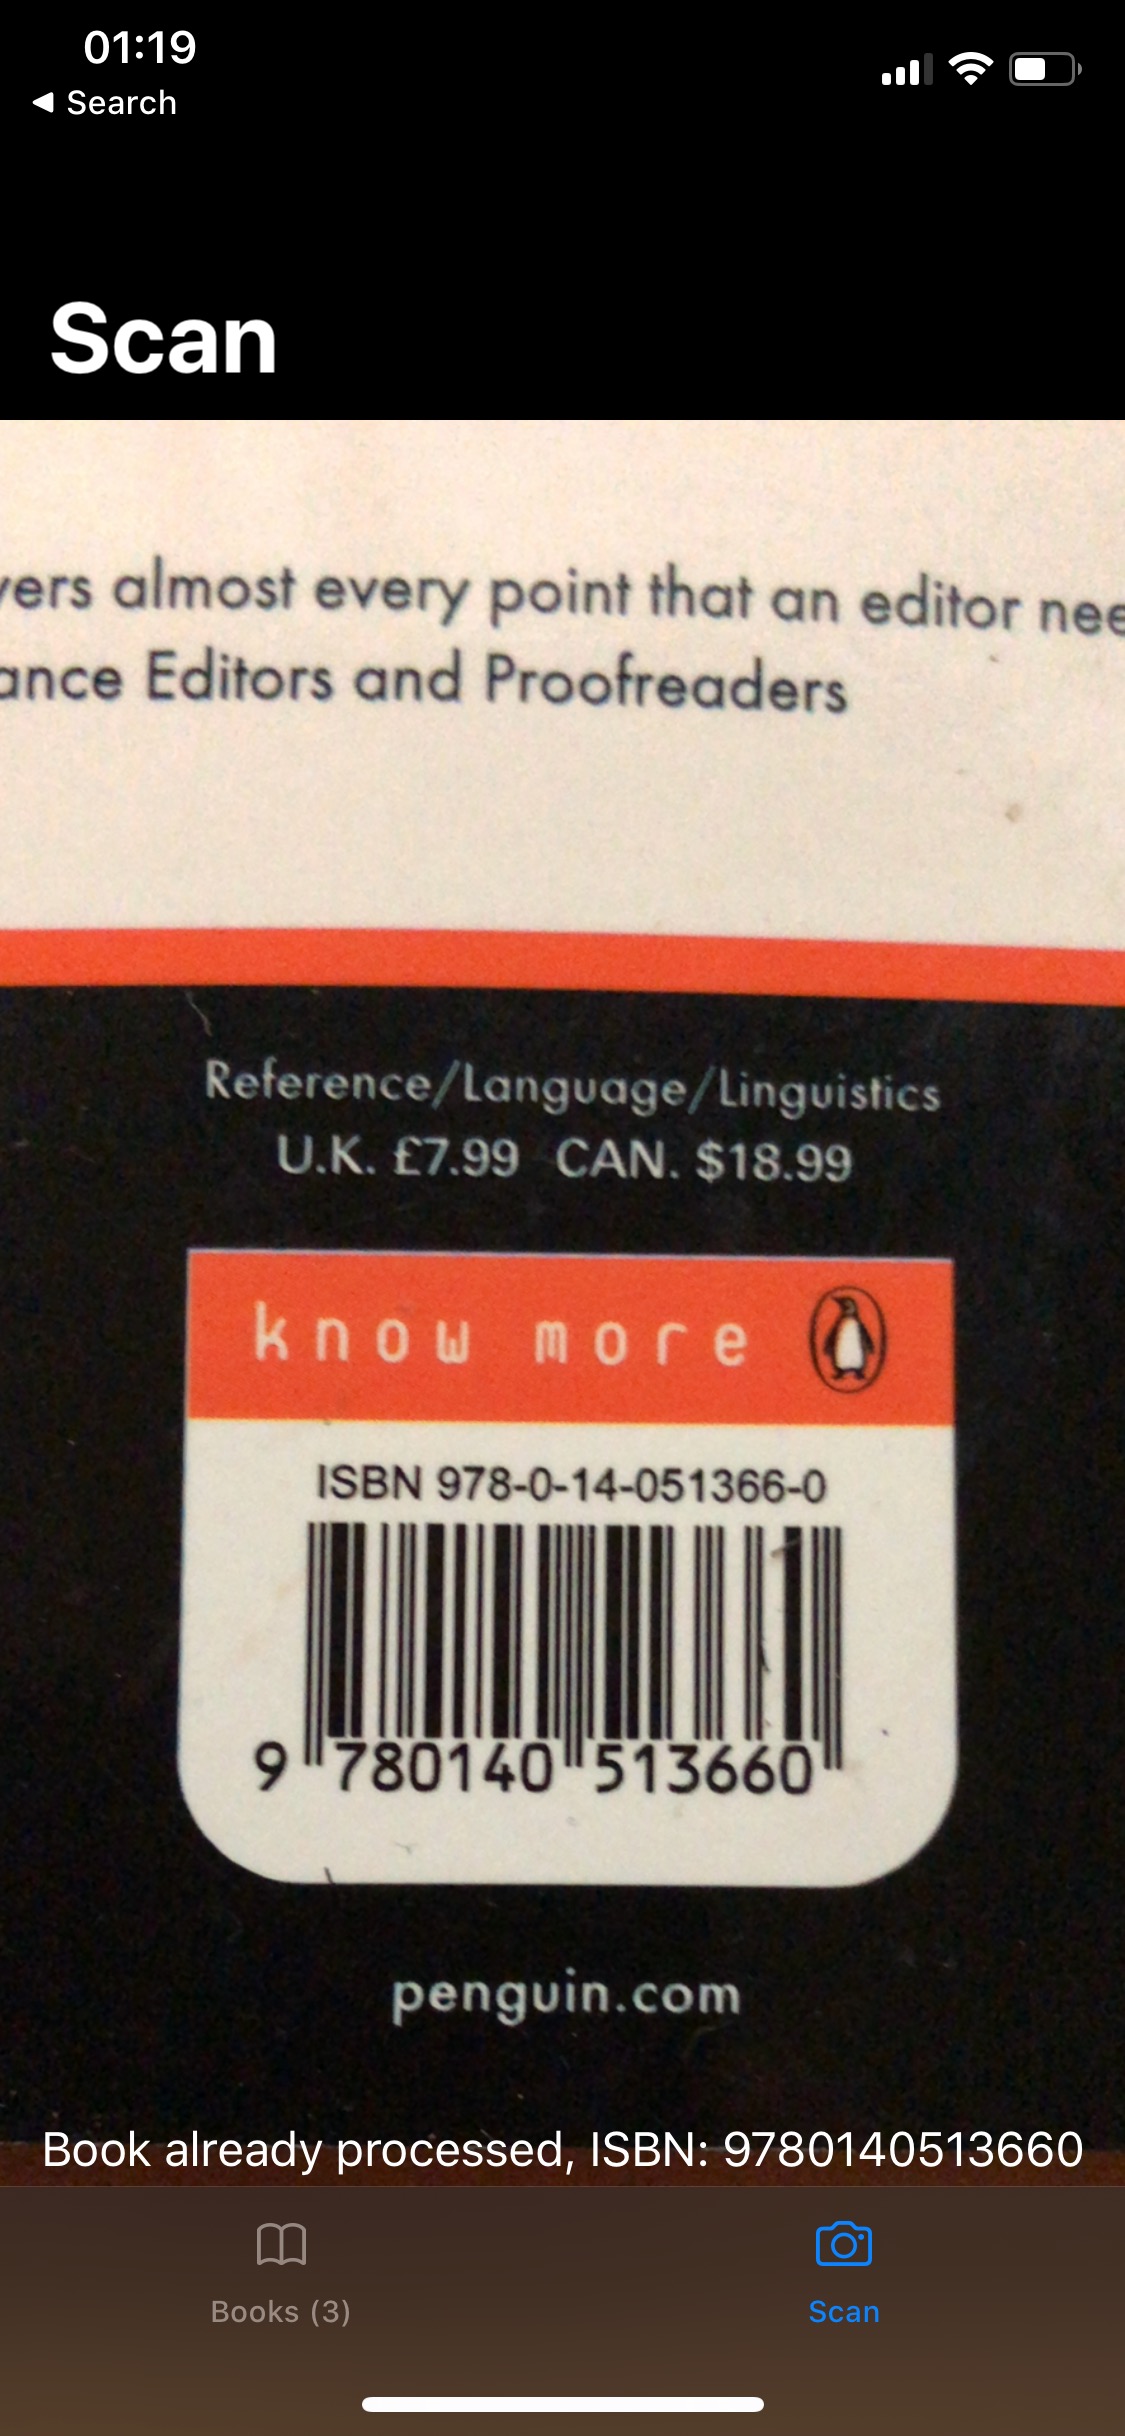 01:19
Search
Scan
vers almost every point that an editor nee
ance Editors and Proofreaders
Reference/Language/Linguistics
U.K. £7.99 CAN. $18.99
know more
ISBN 978-0-14-051366-0
9 780140 513660
penguin.com
Book already processed, ISBN: 9780140513660
Books (3)
Scan